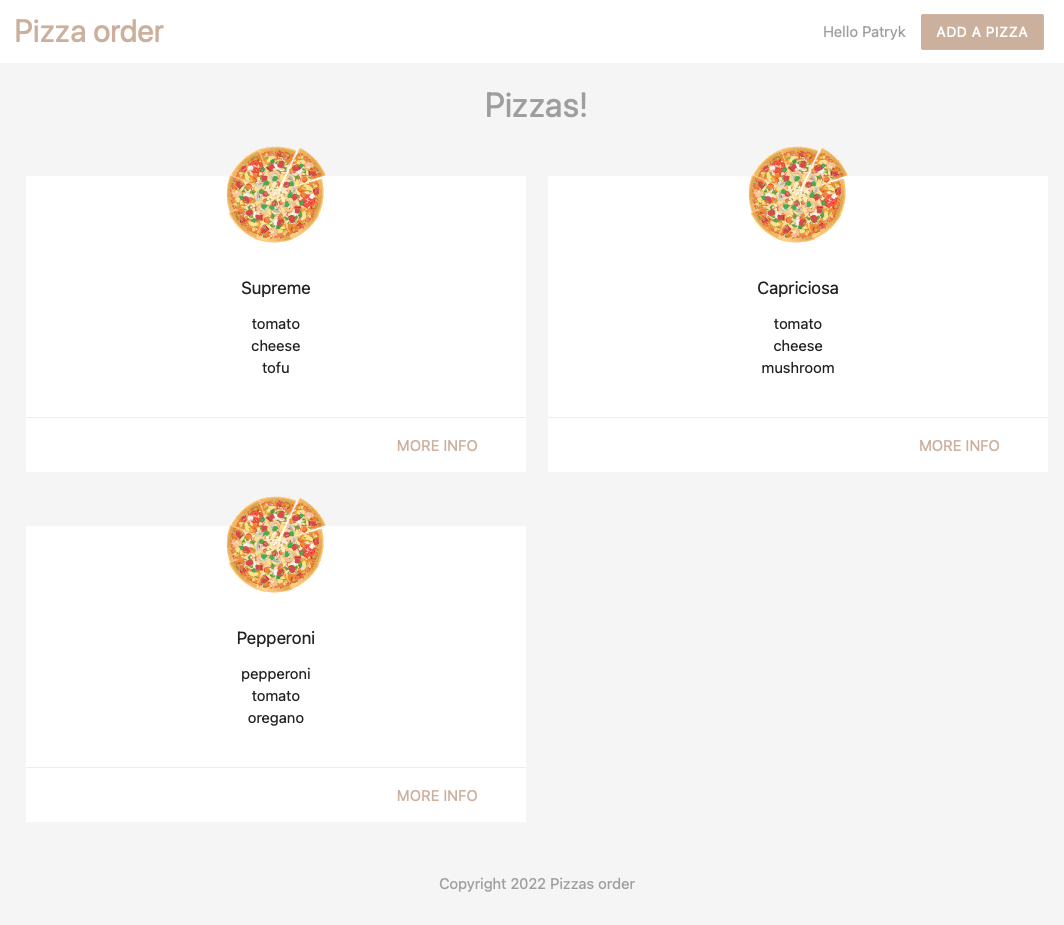 Pizza order
Hello Patryk
ADD A PIZZA
Pizzas!
Supreme
tomato
cheese
tofu
MORE INFO
Capriciosa
tomato
cheese
mushroom
MORE INFO
Pepperoni
pepperoni
tomato
oregano
MORE INFO
Copyright 2022 Pizzas order